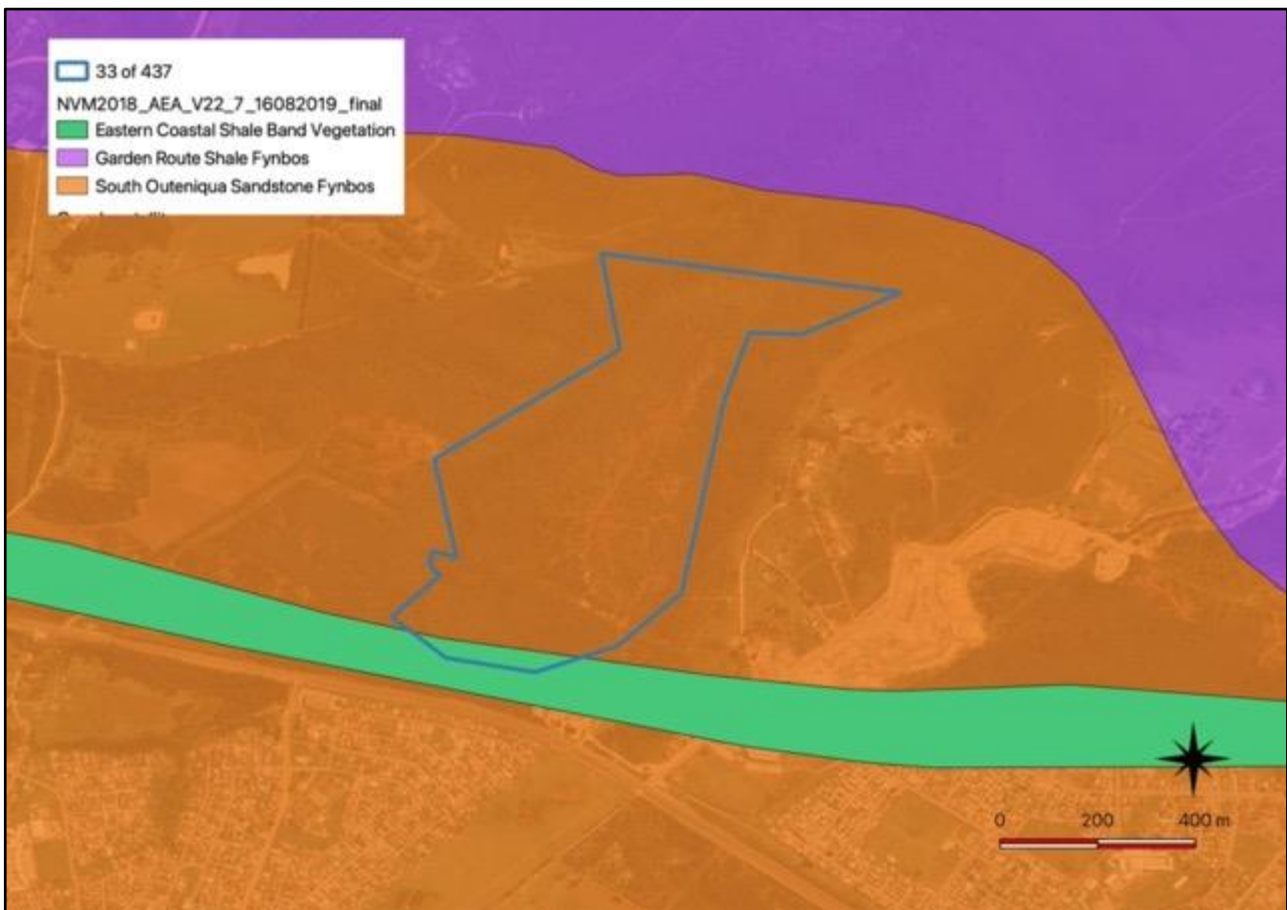 33 of 437
NVM2018_AEA_V22_7_16082019_final
Eastern Coastal Shale Band Vegetation
Garden Route Shale Fynbos
South Outeniqua Sandstone Fynbos
0 200 400 m